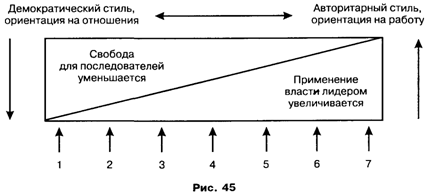 Демократический стиль,
ориентация на отношения
Авторитарный стиль,
ориентация на работу
Свобода
для последователей
уменьшается
Применение
власти лидером
увеличивается
1 2 3 4 5 6 7
Рис. 45